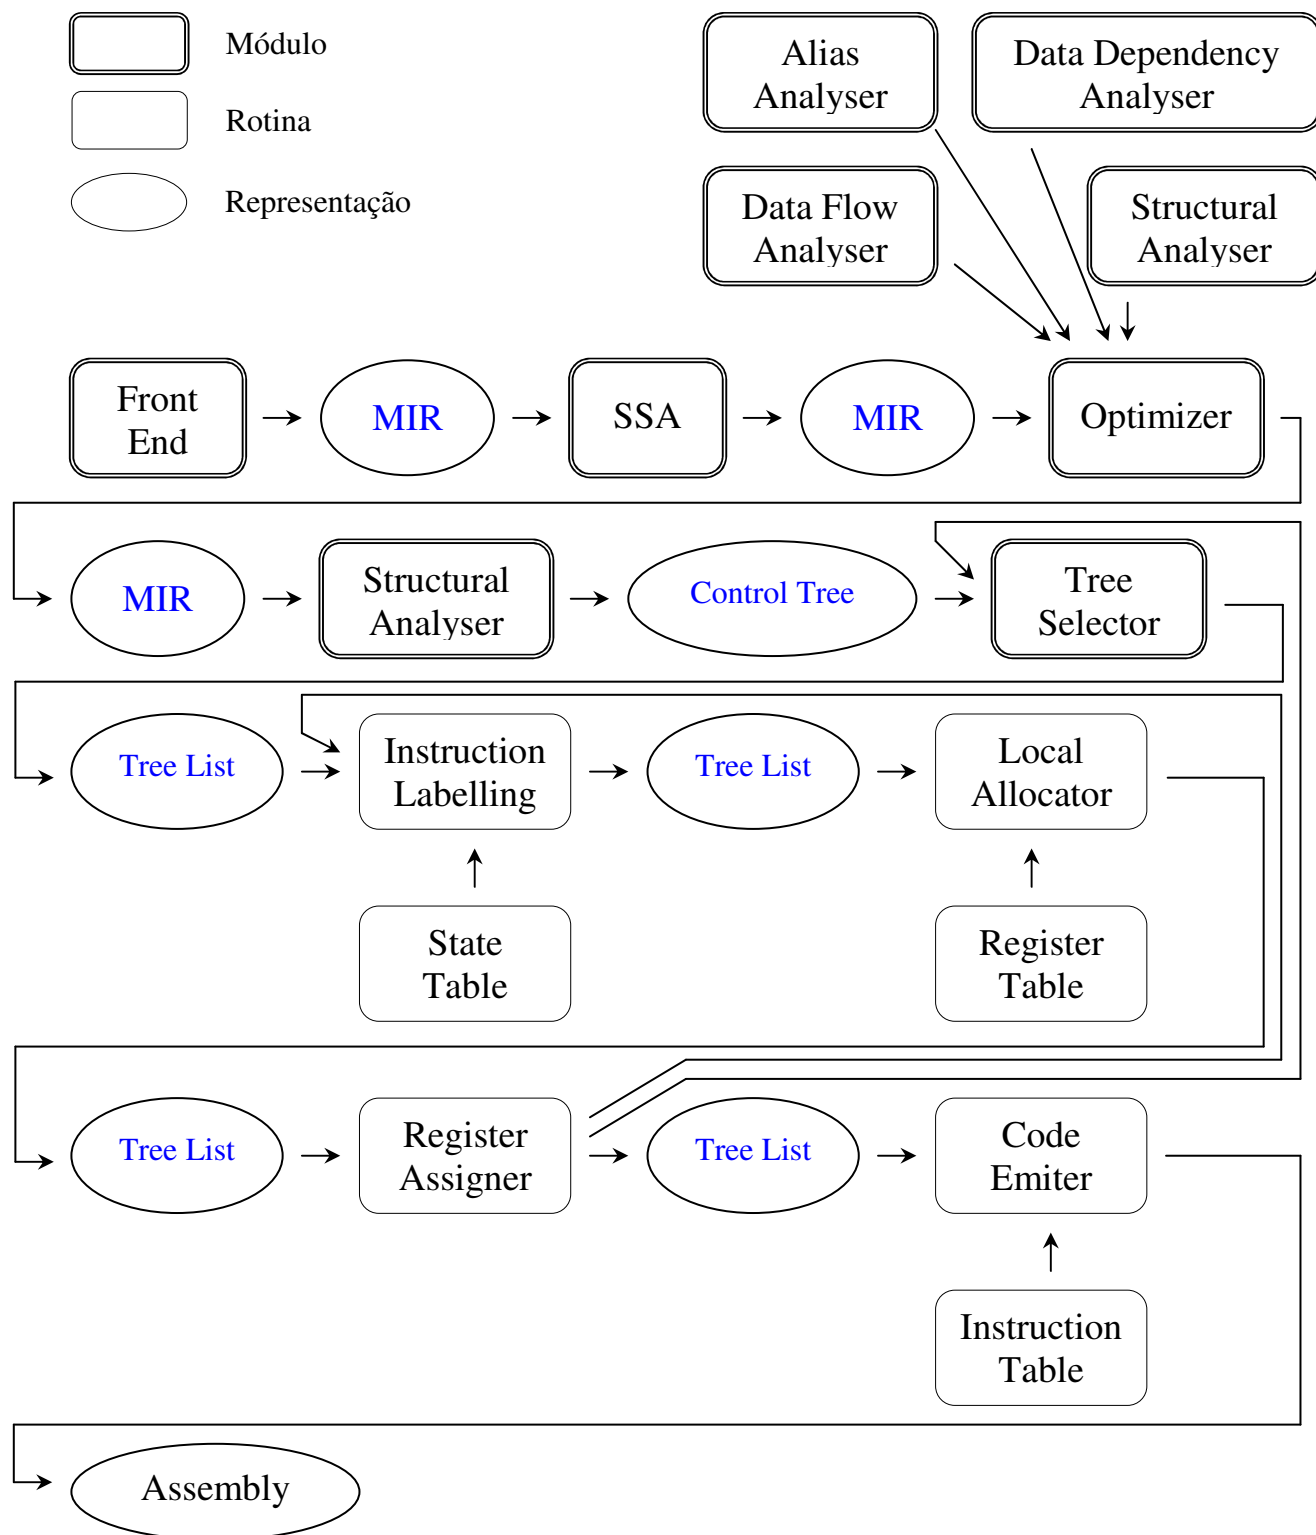 Módulo
Rotina
Representação
Alias
Analyser
Data Dependency
Analyser
Data Flow
Analyser
Structural
Analyser
Front
End
MIR
SSA
MIR
Optimizer
MIR
Structural
Analyser
Control Tree
Tree
Selector
Tree List
Instruction
Labelling
Tree List
Local
Allocator
State
Table
Register
Table
Tree List
Register
Assigner
Tree List
Code
Emiter
Instruction
Table
Assembly